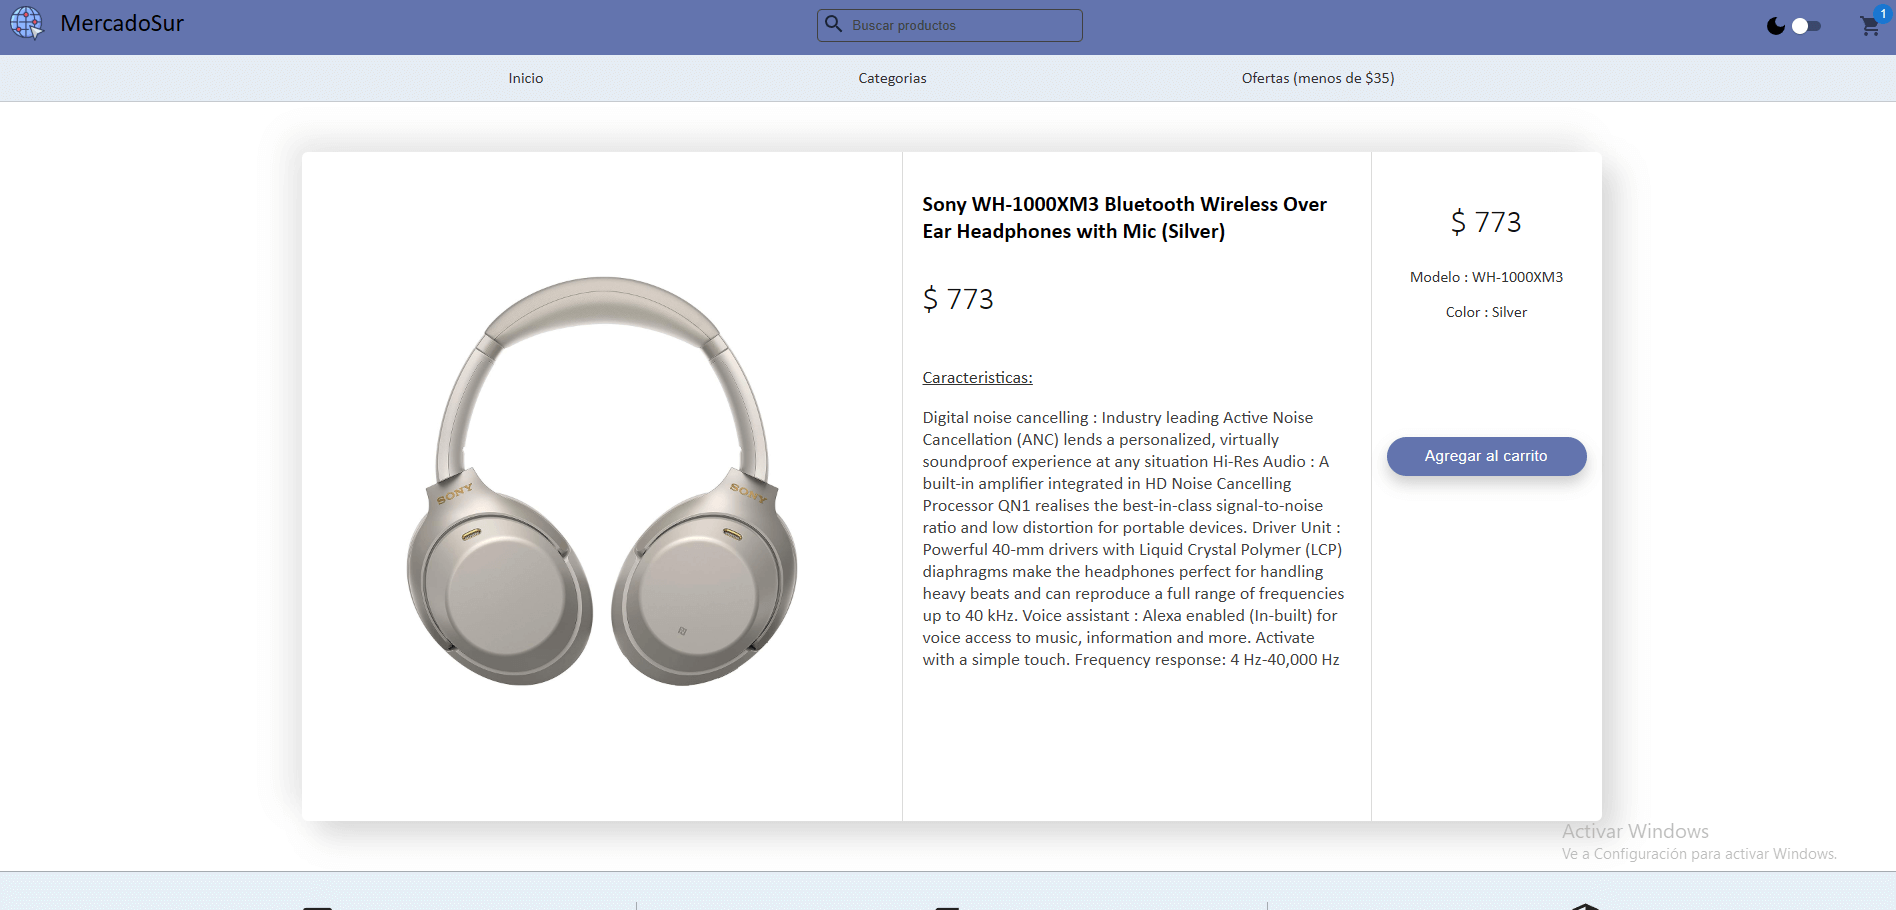 MercadoSur
Buscar productos
1
Inicio
Categorias
Ofertas (menos de $35)
Sony WH-1000XM3 Bluetooth Wireless Over
Ear Headphones with Mic (Silver)
$ 773
Caracteristicas:
Digital noise cancelling : Industry leading Active Noise
Cancellation (ANC) lends a personalized, virtually
soundproof experience at any situation Hi-Res Audio : A
built-in amplifier integrated in HD Noise Cancelling
Processor QN1 realises the best-in-class signal-to-noise
ratio and low distortion for portable devices. Driver Unit :
Powerful 40-mm drivers with Liquid Crystal Polymer (LCP)
diaphragms make the headphones perfect for handling
heavy beats and can reproduce a full range of frequencies
up to 40 kHz. Voice assistant : Alexa enabled (In-built) for
voice access to music, information and more. Activate
with a simple touch. Frequency response: 4 Hz-40,000 Hz
$ 773
Modelo : WH-1000XM3
Color : Silver
Agregar al carrito
SONY
SONY
Activar Windows
Ve a Configuración para activar Windows.